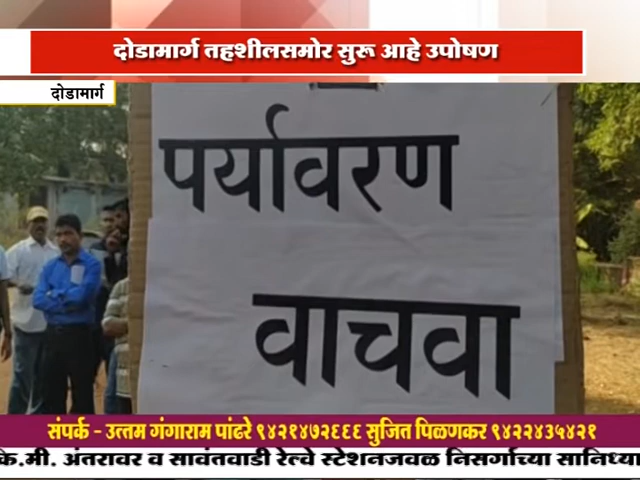 दोडामार्ग तहशीलसमोर सुरू आहे उपोषण
दोडामार्ग
पर्यावरण
वाचवा
संपर्क - उत्तम गंगाराम पांढरे ९४२१४७२६६६ सुजित पिळणकर ९४२२४३५४२१
कि.मी. अंतरावर व सावंतवाडी रेल्वे स्टेशनजवळ निसर्गाच्या सानिध्या